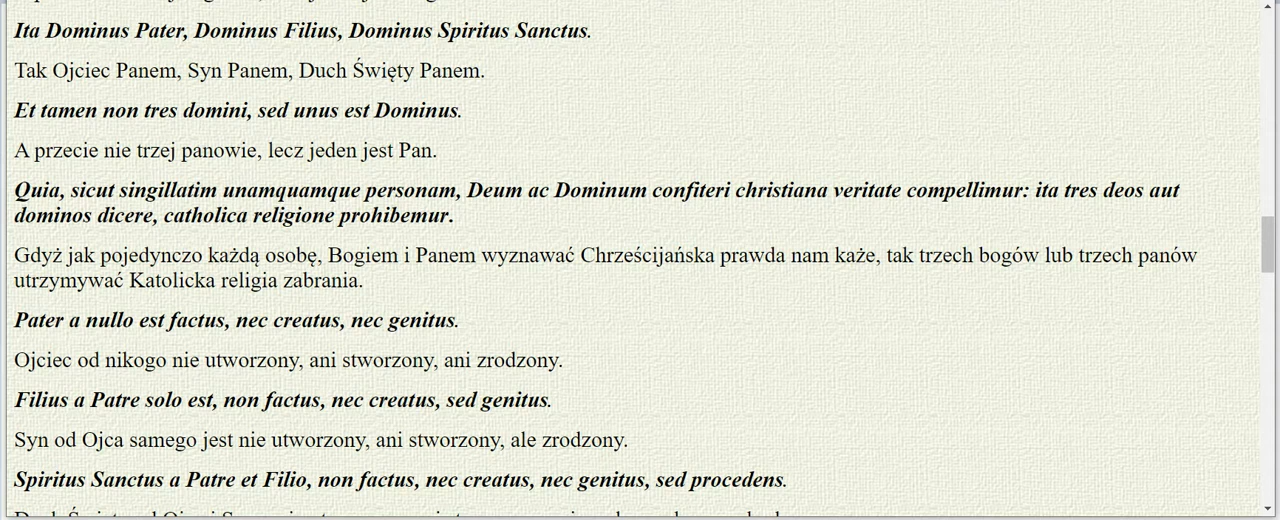 Ita Dominus Pater, Dominus Filius, Dominus Spiritus Sanctus.
Tak Ojciec Panem, Syn Panem, Duch Święty Panem.
Et tamen non tres domini, sed unus est Dominus.
A przecie nie trzej panowie, lecz jeden jest Pan.
Quia, sicut singillatim unamquamque personam, Deum ac Dominum confiteri christiana veritate compellimur: ita tres deos aut
dominos dicere, catholica religione prohibemur.
Gdyż jak pojedynczo każdą osobę, Bogiem i Panem wyznawać Chrześcijańska prawda nam każe, tak trzech bogów lub trzech panów
utrzymywać Katolicka religia zabrania.
Pater a nullo est factus, nec creatus, nec genitus.
Ojciec od nikogo nie utworzony, ani stworzony, ani zrodzony.
Filius a Patre solo est, non factus, nec creatus, sed genitus.
Syn od Ojca samego jest nie utworzony, ani stworzony, ale zrodzony.
Spiritus Sanctus a Patre et Filio, non factus, nec creatus, nec genitus, sed procedens.